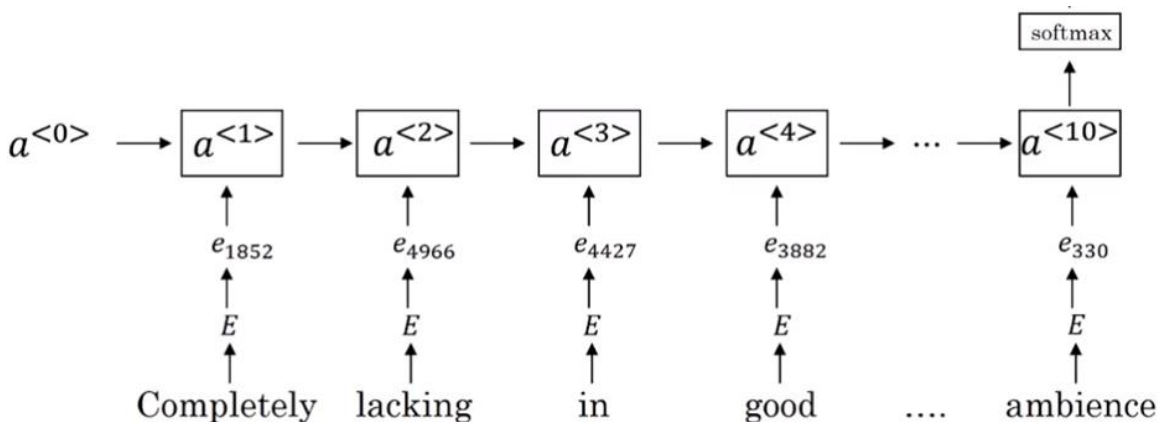 softmax
a<0> a<1> a<2> a<3> a<4> ... a<10>
e1852 e4966 e4427 e3882 e330
E E E E E
Completely lacking in good .... ambience